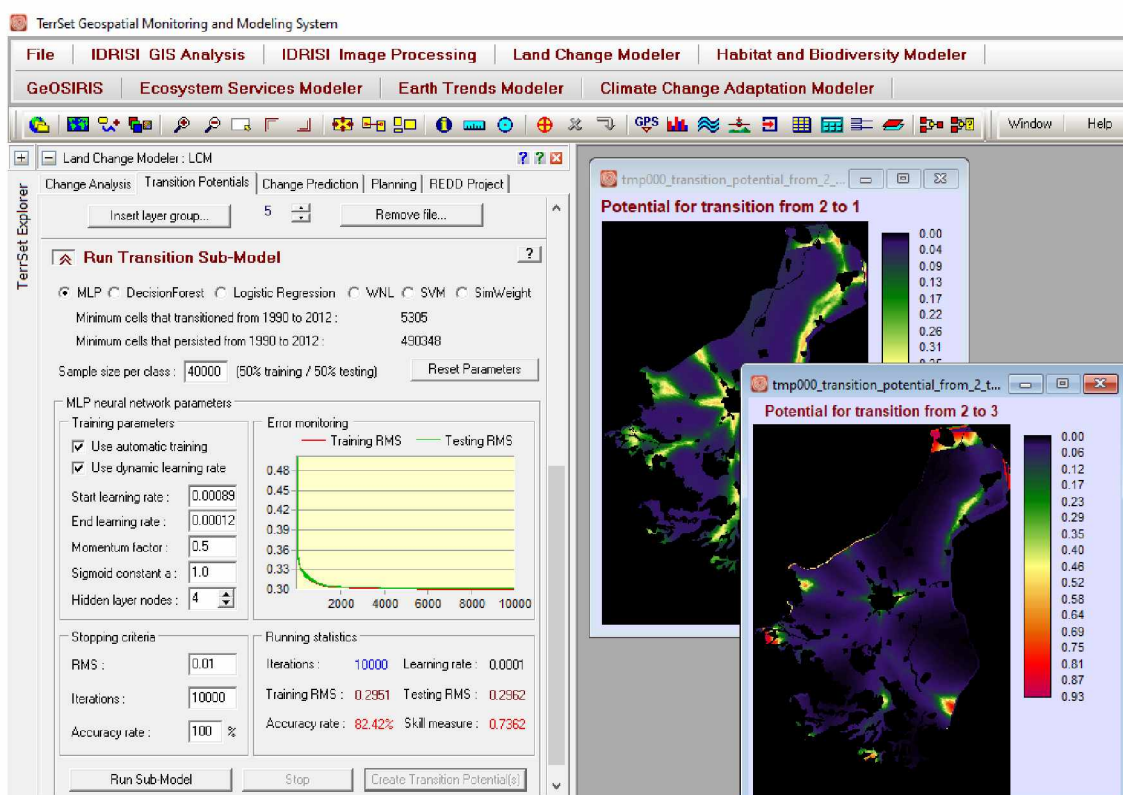 TerrSet Geospatial Monitoring and Modeling System
File IDRISI GIS Analysis IDRISI Image Processing Land Change Modeler Habitat and Biodiversity Modeler
GeOSIRIS Ecosystem Services Modeler Earth Trends Modeler Climate Change Adaptation Modeler
GPS Window Help
Land Change Modeler : LCM ? ?
TerrSet Explorer
Change Analysis Transition Potentials Change Prediction Planning REDD Project
Insert layer group... 5 Remove file...
Run Transition Sub-Model ?
MLP DecisionForest Logistic Regression WNL SVM SimWeight
Minimum cells that transitioned from 1990 to 2012 : 5305
Minimum cells that persisted from 1990 to 2012 : 490348
Sample size per class : 40000 (50% training / 50% testing) Reset Parameters
MLP neural network parameters
Training parameters
Use automatic training
Use dynamic learning rate
Start learning rate : 0.00089
End learning rate : 0.00012
Momentum factor : 0.5
Sigmoid constant a : 1.0
Hidden layer nodes : 4
Error monitoring
Training RMS Testing RMS
0.48
0.45
0.42
0.39
0.36
0.33
0.30
2000 4000 6000 8000 10000
Stopping criteria
RMS : 0.01
Iterations : 10000
Accuracy rate : 100 %
Running statistics
Iterations : 10000 Learning rate : 0.0001
Training RMS : 0.2951 Testing RMS : 0.2962
Accuracy rate : 82.42% Skill measure : 0.7362
Run Sub-Model Stop Create Transition Potential(s)
tmp000_transition_potential_from_2_...
Potential for transition from 2 to 1
0.00
0.04
0.09
0.13
0.17
0.22
0.26
0.31
tmp000_transition_potential_from_2_t...
Potential for transition from 2 to 3
0.00
0.06
0.12
0.17
0.23
0.29
0.35
0.40
0.46
0.52
0.58
0.64
0.69
0.75
0.81
0.87
0.93